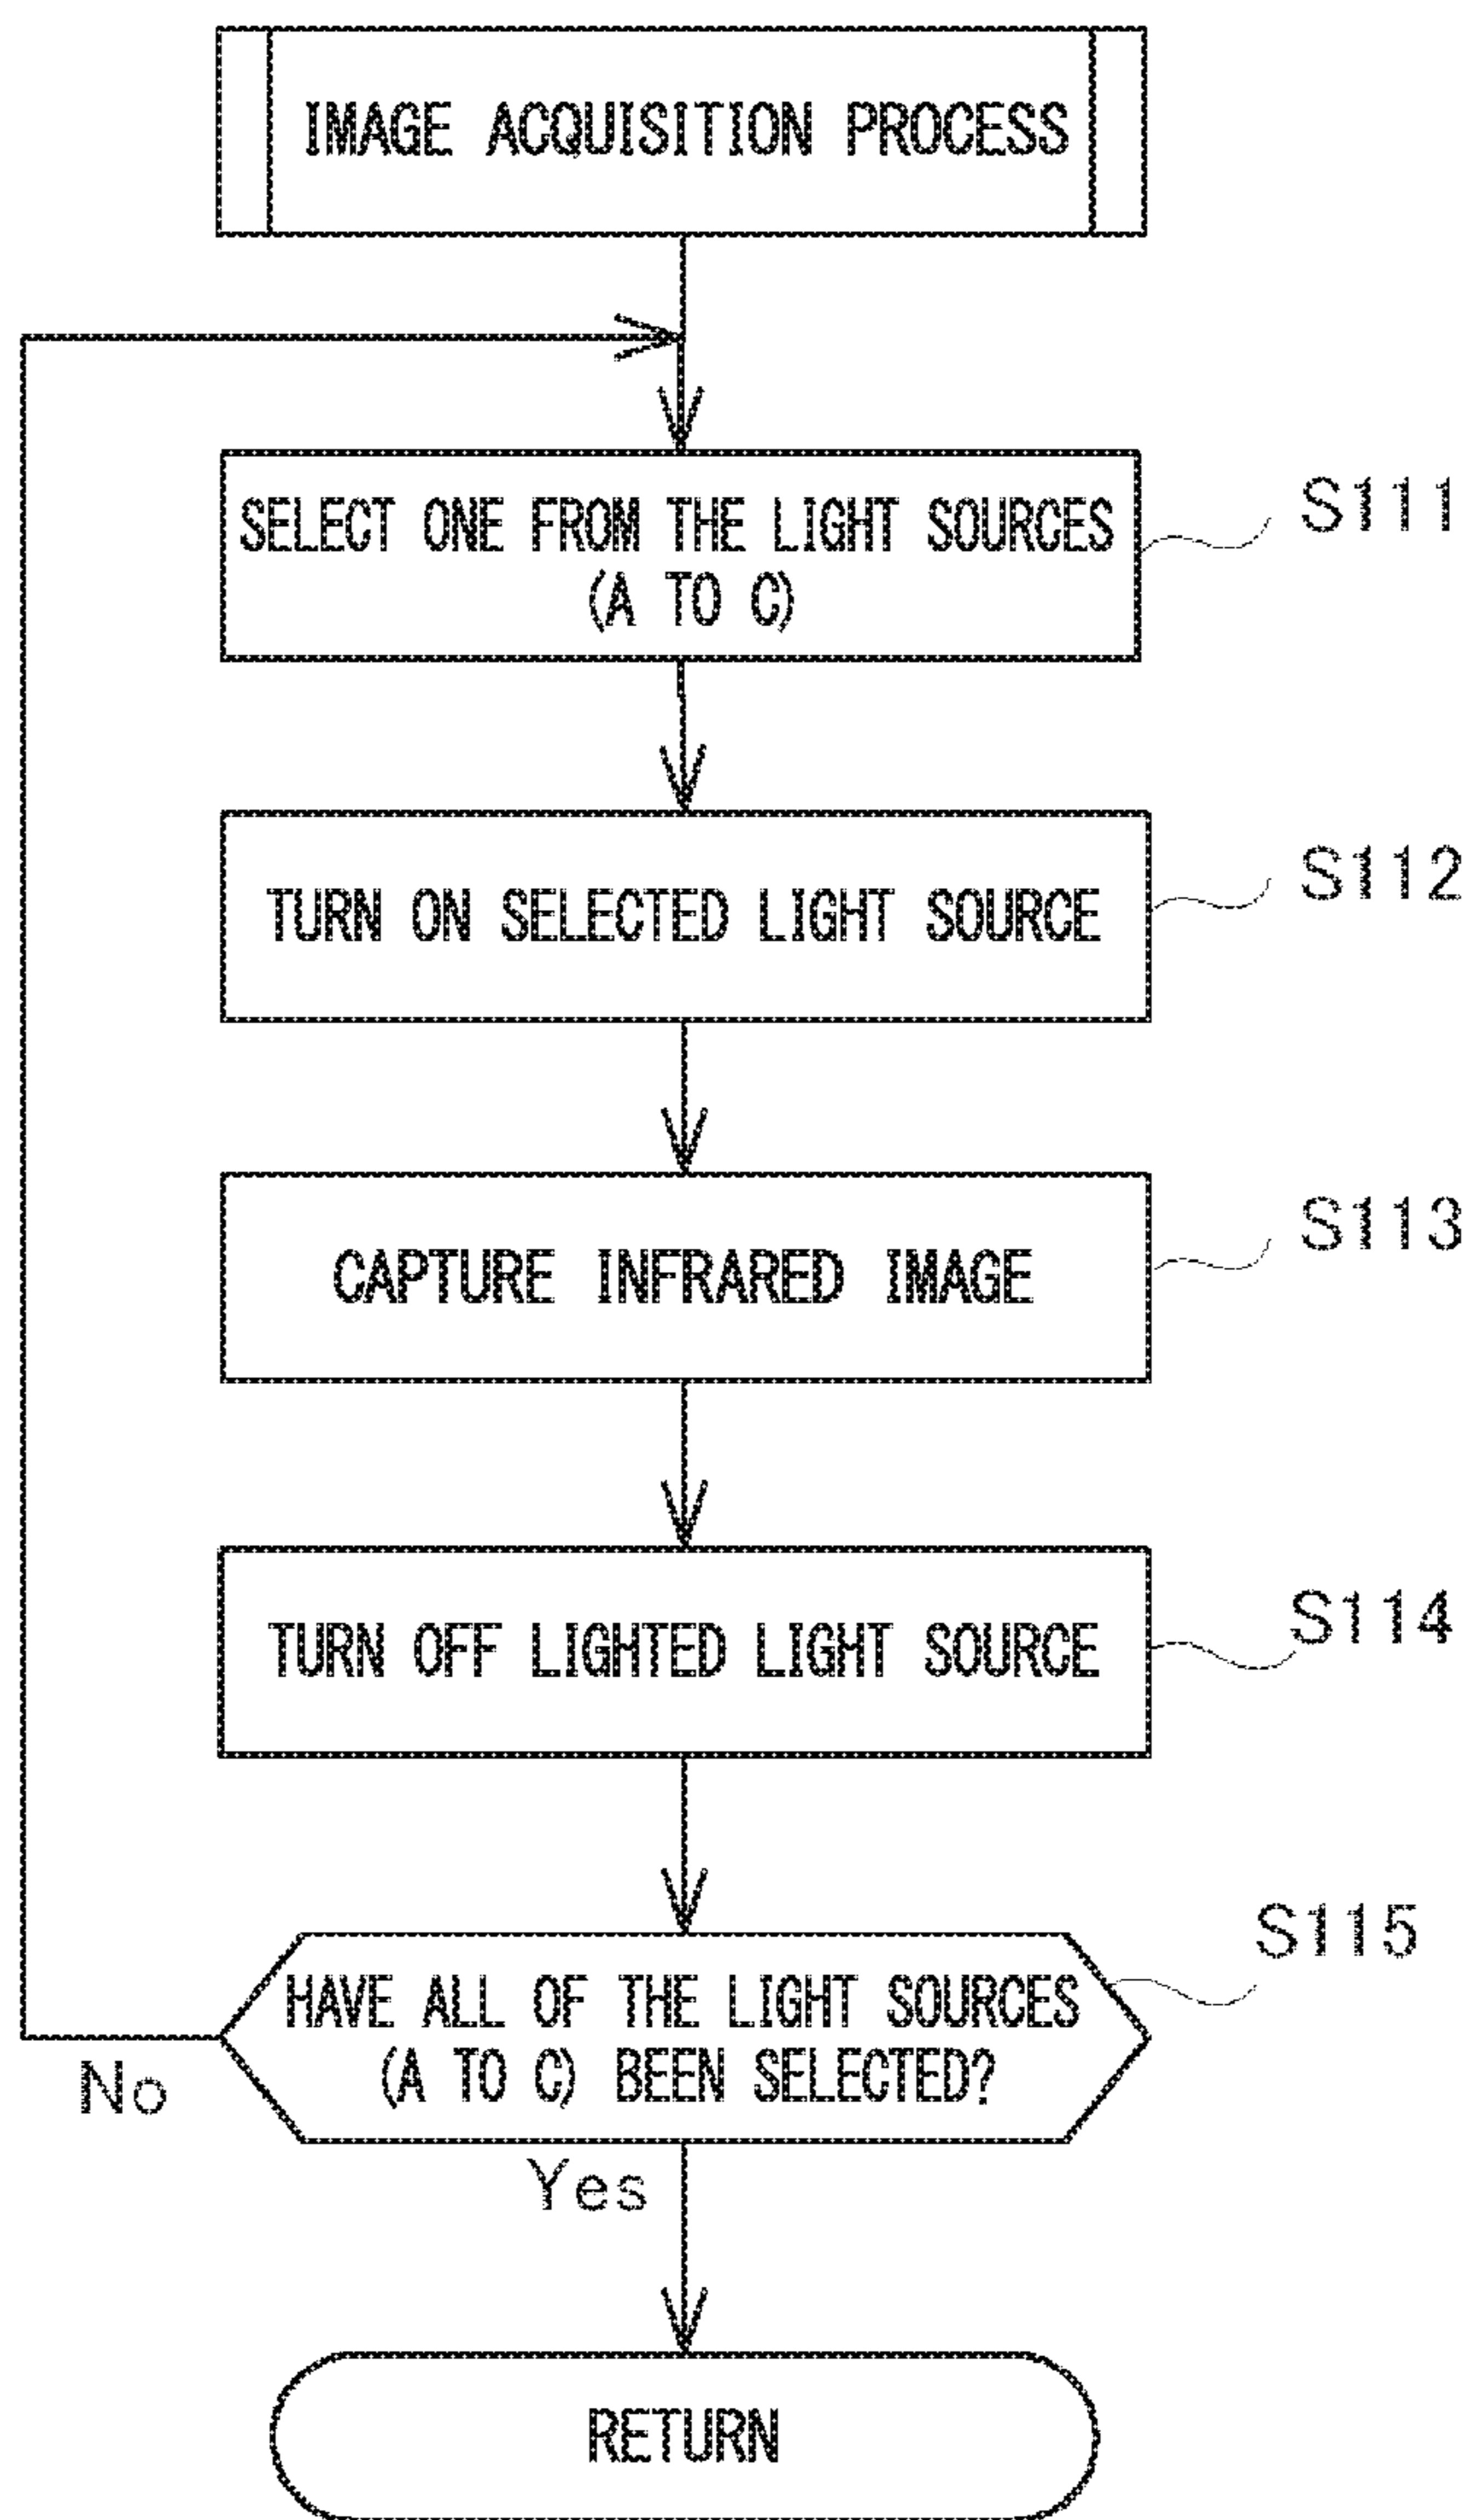 IMAGE ACQUISITION PROCESS
SELECT ONE FROM THE LIGHT SOURCES
(A TO C)
S111
TURN ON SELECTED LIGHT SOURCE
S112
CAPTURE INFRARED IMAGE
S113
TURN OFF LIGHTED LIGHT SOURCE
S114
HAVE ALL OF THE LIGHT SOURCES
(A TO C) BEEN SELECTED?
S115
No
Yes
RETURN